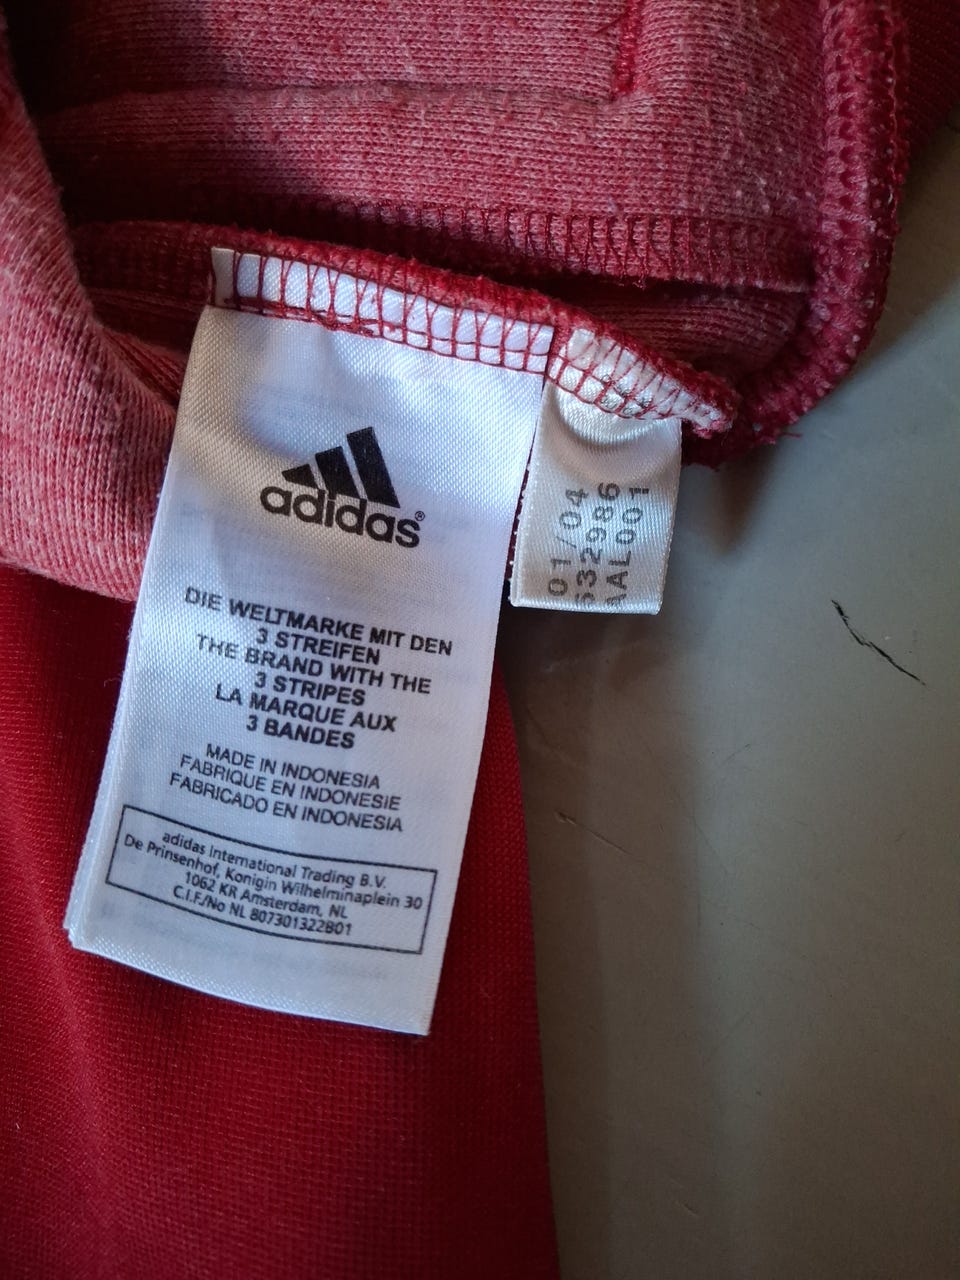 adidas®
DIE WELTMARKE MIT DEN
3 STREIFEN
THE BRAND WITH THE
3 STRIPES
LA MARQUE AUX
3 BANDES
MADE IN INDONESIA
FABRIQUE EN INDONESIE
FABRICADO EN INDONESIA
adidas International Trading B.V.
De Prinsenhof, Konigin Wilhelminaplein 30
1062 KR Amsterdam, NL
C.I.F./No NL 807301322B01
01/04
632986
AAL001